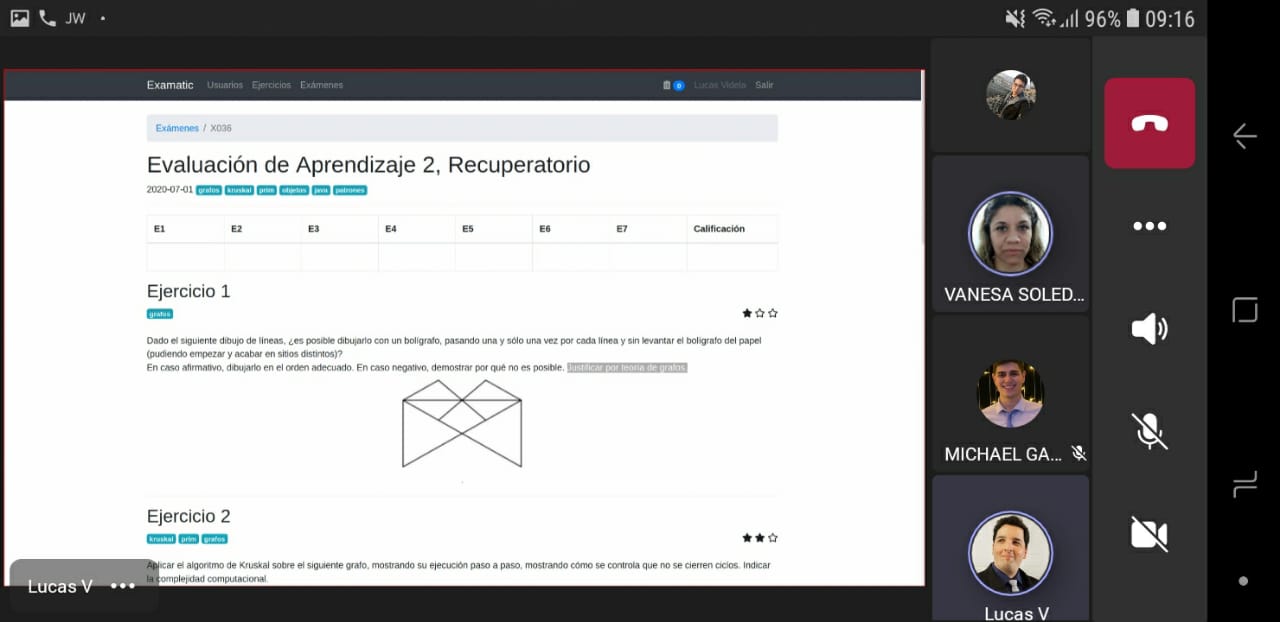 JW
96% 09:16
Examatic Usuarios Ejercicios Exámenes 0 Lucas Videla Salir
Exámenes / X036
Evaluación de Aprendizaje 2, Recuperatorio
2020-07-01 grafos kruskal prim objetos java patrones
E1 E2 E3 E4 E5 E6 E7 Calificación
Ejercicio 1
grafos
Dado el siguiente dibujo de líneas, ¿es posible dibujarlo con un bolígrafo, pasando una y sólo una vez por cada línea y sin levantar el bolígrafo del papel
(pudiendo empezar y acabar en sitios distintos)?
En caso afirmativo, dibujarlo en el orden adecuado. En caso negativo, demostrar por qué no es posible. Justificar por teoría de grafos.
Ejercicio 2
kruskal prim grafos
Aplicar el algoritmo de Kruskal sobre el siguiente grafo, mostrando su ejecución paso a paso, mostrando cómo se controla que no se cierren ciclos. Indicar
la complejidad computacional.
Lucas V
VANESA SOLED...
MICHAEL GA...
Lucas V